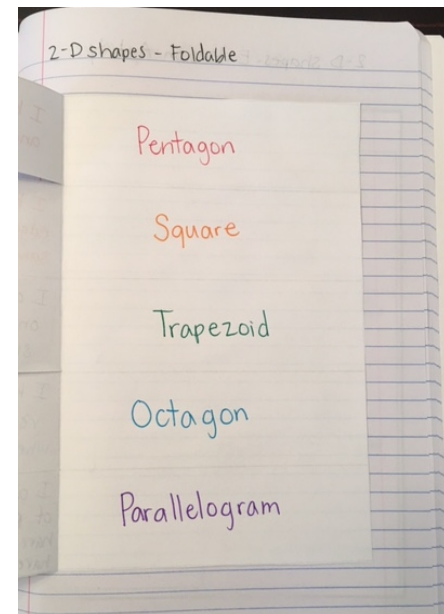 2-D shapes - Foldable
Pentagon
Square
Trapezoid
Octagon
Parallelogram